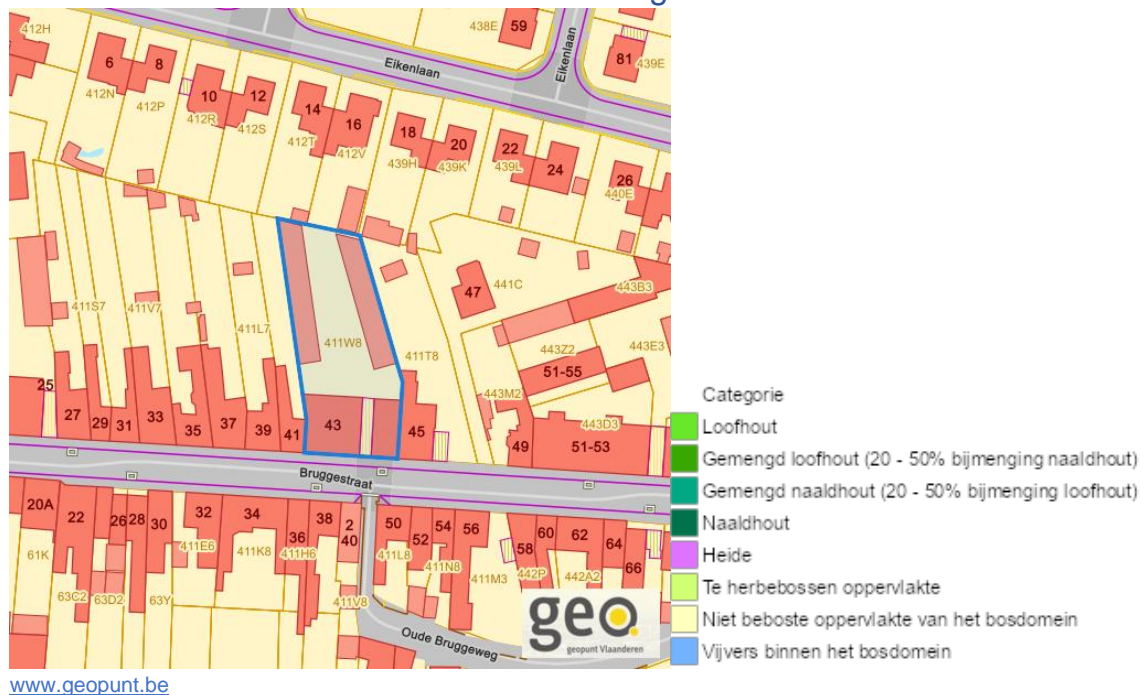 412H
438E
59
81
439E
Eikenlaan
Eikenlaan
6
8
412N
412P
10
12
412R
412S
14
16
412T
412V
18
20
439H
439K
22
24
439L
26
440E
47
441C
443B3
411S7
411V7
411L7
411W8
411T8
443Z2
443E3
51-55
443M2
443D3
25
27
29
31
33
35
37
39
41
43
45
49
51-53
Bruggestraat
20A
22
26
28
30
32
34
36
38
2
40
50
52
54
56
58
60
62
64
66
61K
63C2
63D2
63Y
411E6
411K8
411H6
411V8
411L8
411N8
411M3
442P
442A2
Oude Bruggeweg
geo
geopunt Vlaanderen
Categorie
Loofhout
Gemengd loofhout (20 - 50% bijmenging naaldhout)
Gemengd naaldhout (20 - 50% bijmenging loofhout)
Naaldhout
Heide
Te herbebossen oppervlakte
Niet beboste oppervlakte van het bosdomein
Vijvers binnen het bosdomein
www.geopunt.be